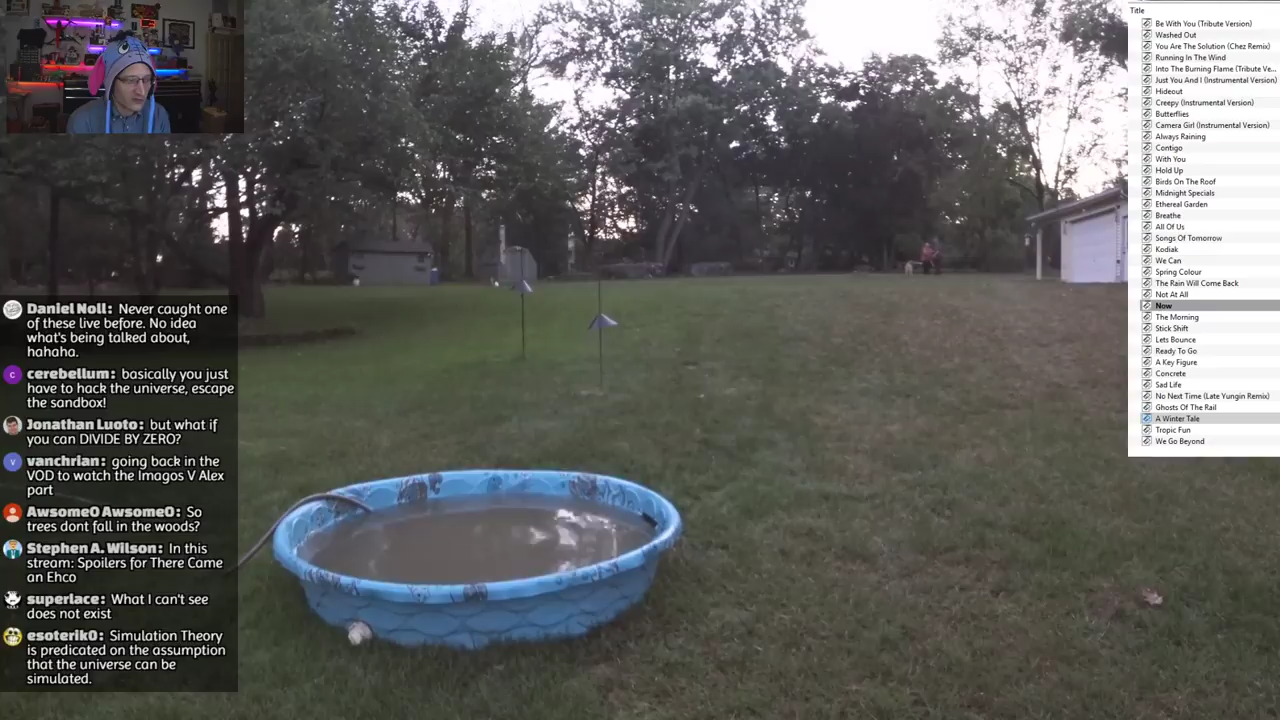 Daniel Noll: Never caught one
of these live before. No idea
what's being talked about,
hahaha.
cerebellum: basically you just
have to hack the universe, escape
the sandbox!
Jonathan Luoto: but what if
you can DIVIDE BY ZERO?
vanchrian: going back in the
VOD to watch the Imagos V Alex
part
AwsomeO AwsomeO: So
trees dont fall in the woods?
Stephen A. Wilson: In this
stream: Spoilers for There Came
an Ehco
superlace: What I can't see
does not exist
esoterik0: Simulation Theory
is predicated on the assumption
that the universe can be
simulated.
Title
Be With You (Tribute Version)
Washed Out
You Are The Solution (Chez Remix)
Running In The Wind
Into The Burning Flame (Tribute Ve...
Just You And I (Instrumental Version)
Hideout
Creepy (Instrumental Version)
Butterflies
Camera Girl (Instrumental Version)
Always Raining
Contigo
With You
Hold Up
Birds On The Roof
Midnight Specials
Ethereal Garden
Breathe
All Of Us
Songs Of Tomorrow
Kodiak
We Can
Spring Colour
The Rain Will Come Back
Not At All
Now
The Morning
Stick Shift
Lets Bounce
Ready To Go
A Key Figure
Concrete
Sad Life
No Next Time (Late Yungin Remix)
Ghosts Of The Rail
A Winter Tale
Tropic Fun
We Go Beyond